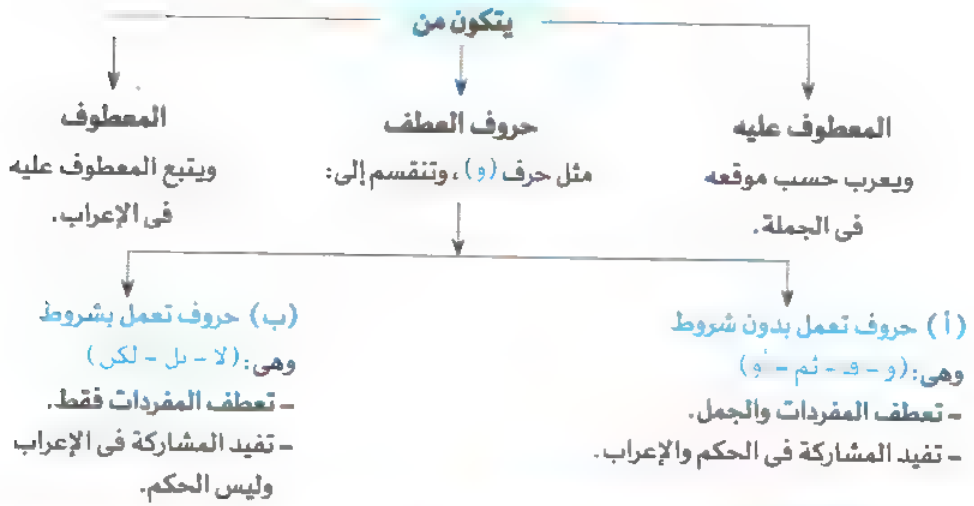 يتكون من
المعطوف عليه
ويعرب حسب موقعه
فى الجملة.
حروف العطف
مثل حرف (و)، وتنقسم إلى:
المعطوف
ويتبع المعطوف عليه
فى الإعراب.
(أ) حروف تعمل بدون شروط
وهى: (و - فـ - ثم - أو)
- تعطف المفردات والجمل.
- تفيد المشاركة فى الحكم والإعراب.
(ب) حروف تعمل بشروط
وهى: (لا - بل - لكن)
- تعطف المفردات فقط.
- تفيد المشاركة فى الإعراب
وليس الحكم.